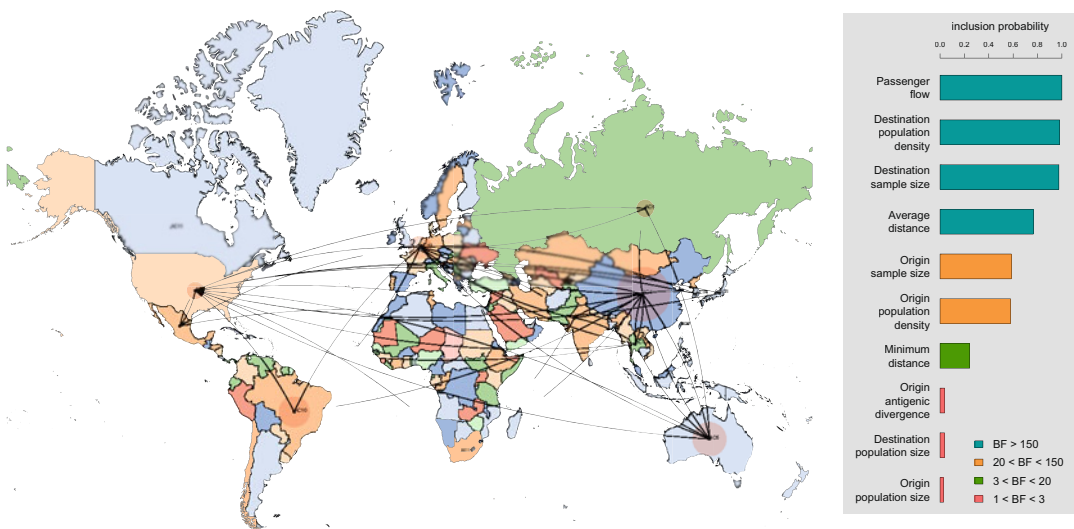 inclusion probability
0.0 0.2 0.4 0.6 0.8 1.0
Passenger
flow
Destination
population
density
Destination
sample size
Average
distance
Origin
sample size
Origin
population
density
Minimum
distance
Origin
antigenic
divergence
Destination
population size
Origin
population size
BF > 150
20 < BF < 150
3 < BF < 20
1 < BF < 3